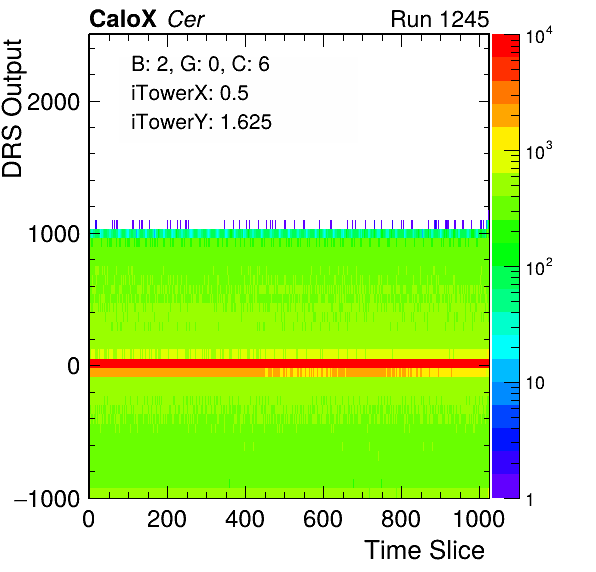 CaloX Cer Run 1245
B: 2, G: 0, C: 6
iTowerX: 0.5
iTowerY: 1.625
DRS Output
2000
1000
0
−1000
0 200 400 600 800 1000
Time Slice
10^4
10^3
10^2
10
1